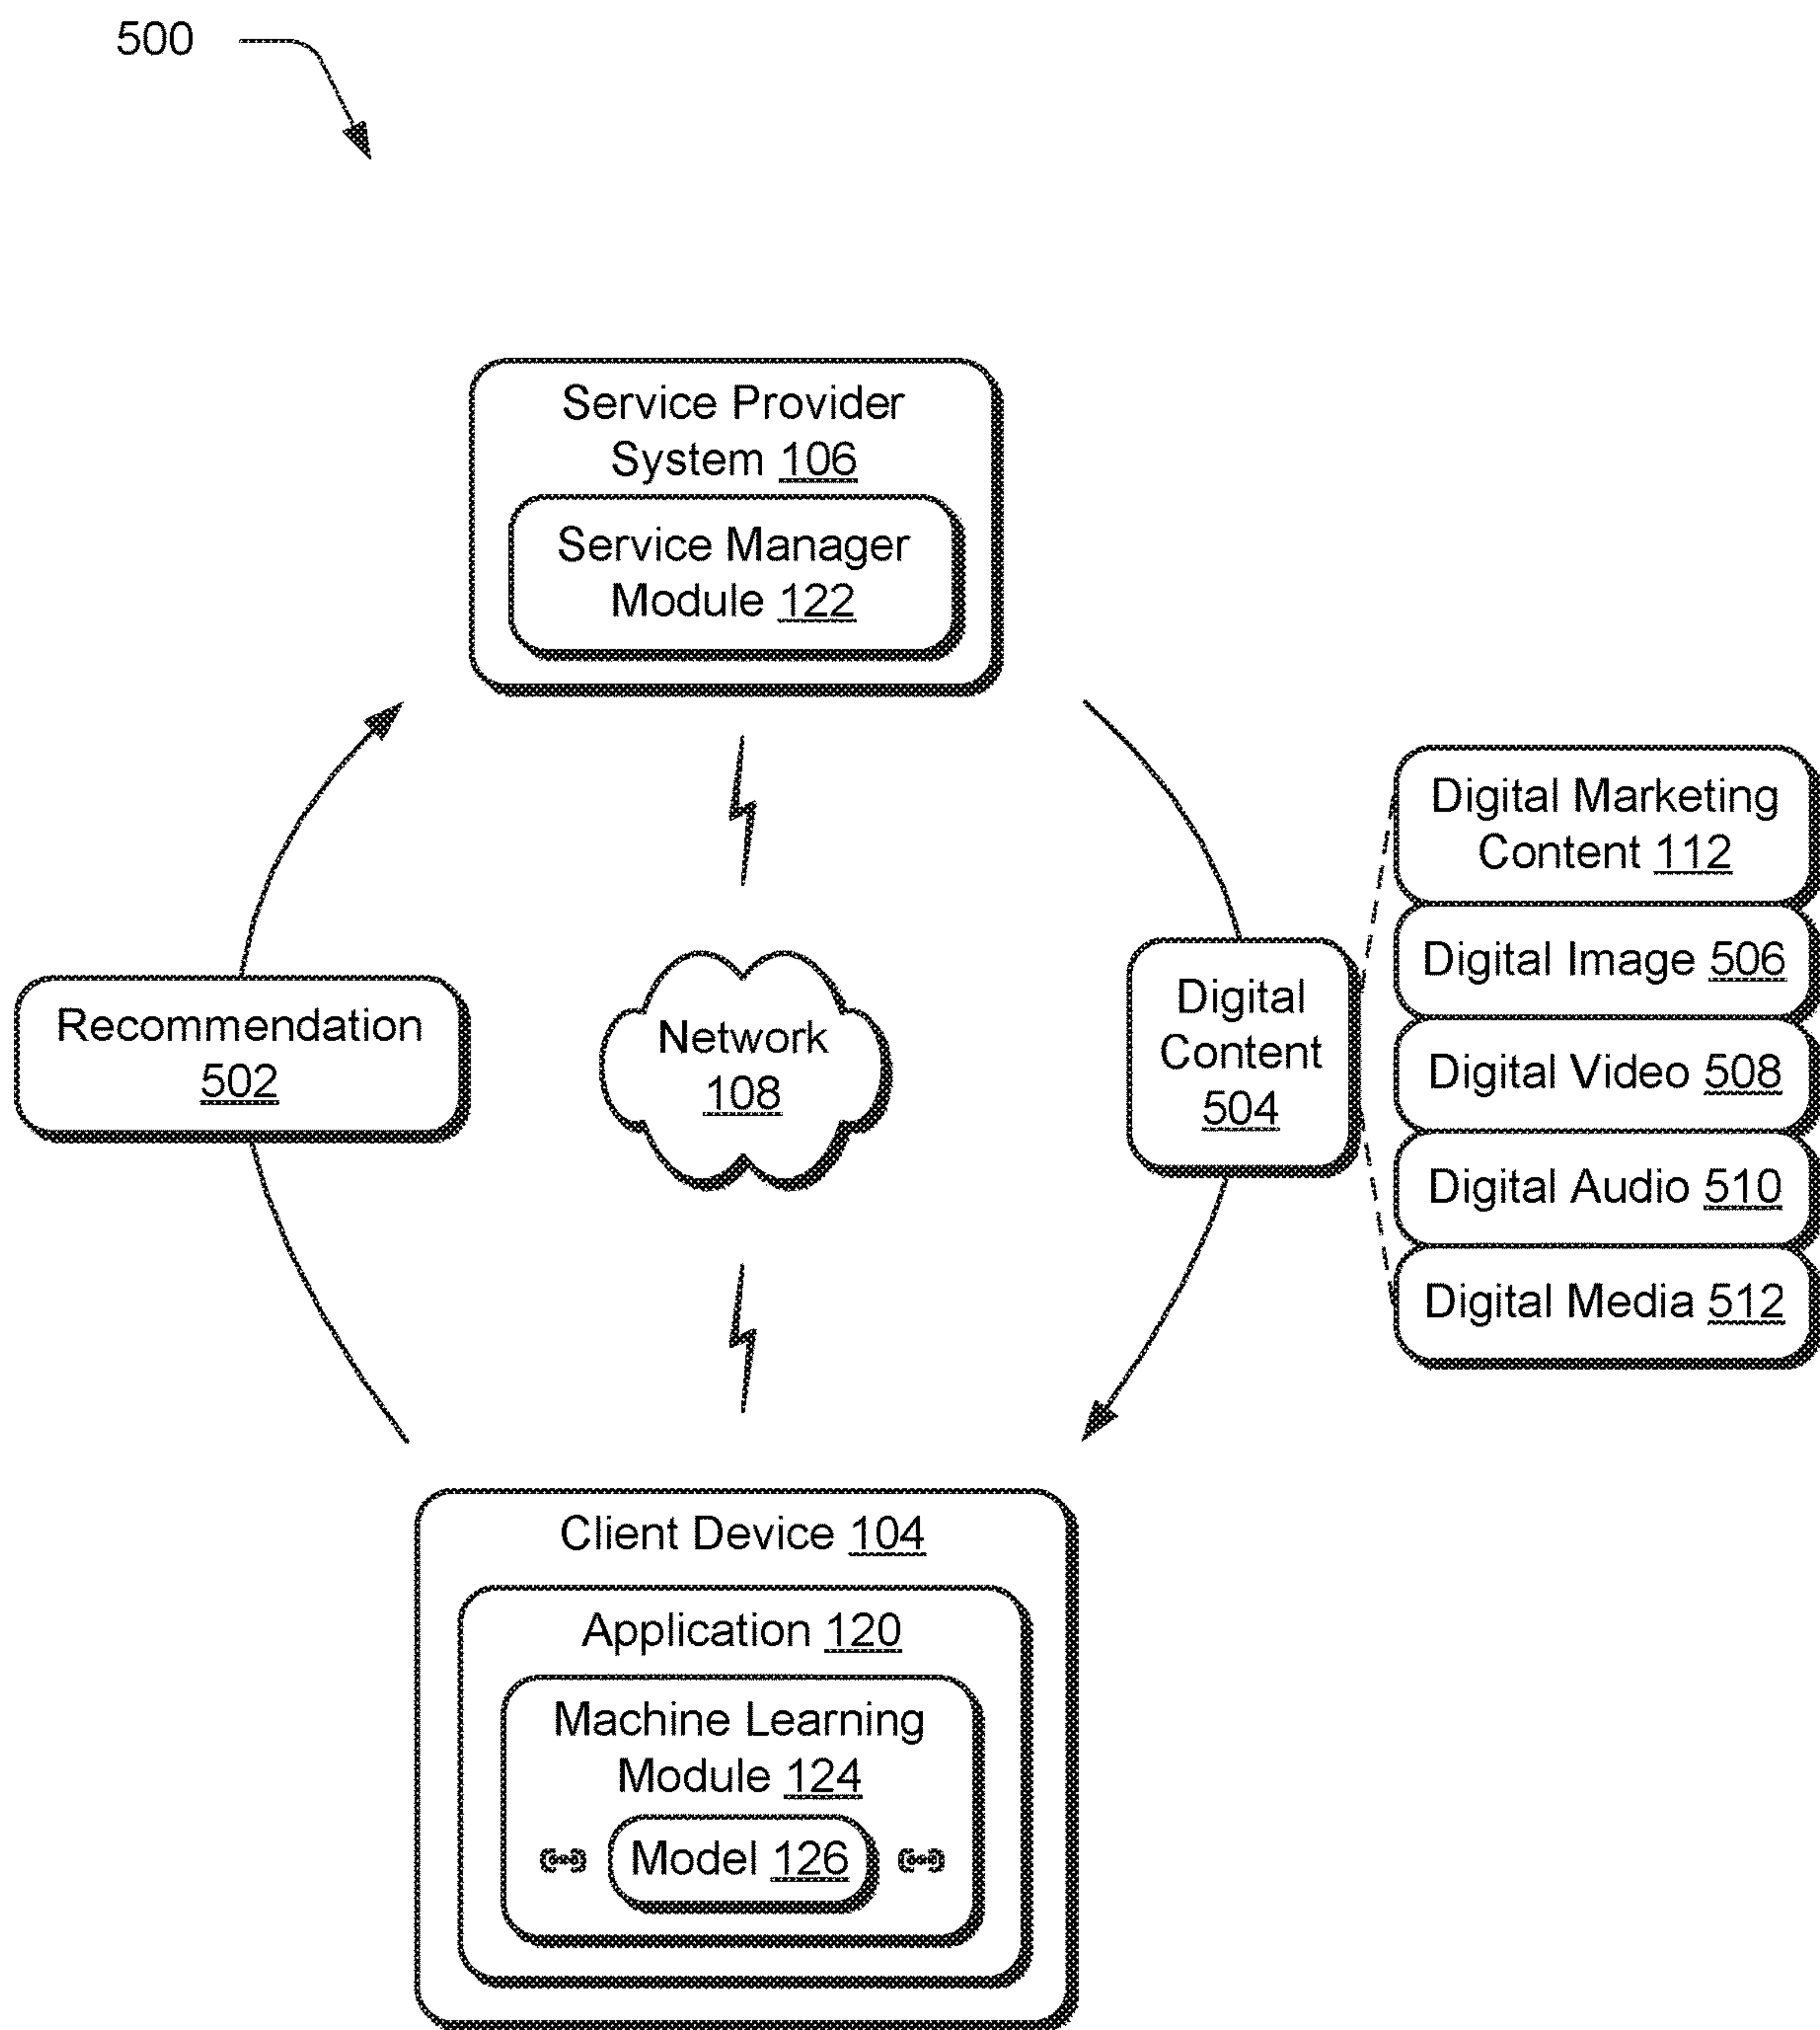 500
Service Provider
System 106
Service Manager
Module 122
Digital Marketing
Content 112
Digital Image 506
Digital Video 508
Digital Audio 510
Digital Media 512
Digital
Content
504
Recommendation
502
Network
108
Client Device 104
Application 120
Machine Learning
Module 124
Model 126